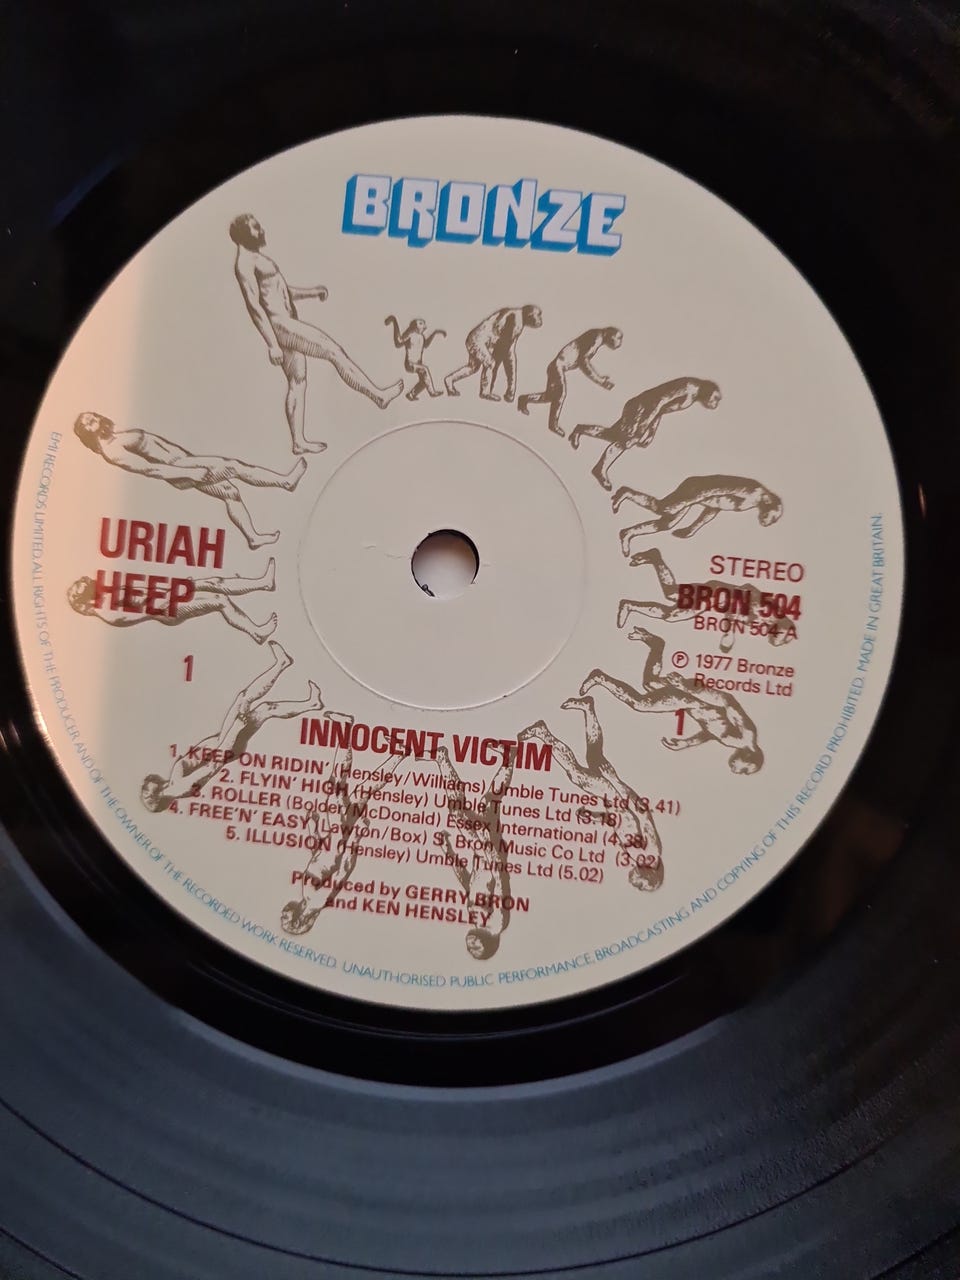 BRONZE
URIAH
HEEP
1
STEREO
BRON 504
BRON 504-A
℗ 1977 Bronze
Records Ltd
1
INNOCENT VICTIM
1. KEEP ON RIDIN' (Hensley/Williams) Umble Tunes Ltd (3.41)
2. FLYIN' HIGH (Hensley) Umble Tunes Ltd (3.18)
3. ROLLER (Bolder/McDonald) Essex International (4.38)
4. FREE'N' EASY (Lawton/Box) St Bron Music Co Ltd (3.02)
5. ILLUSION (Hensley) Umble Tunes Ltd (5.02)
Produced by GERRY BRON
and KEN HENSLEY
EMI RECORDS LIMITED. ALL RIGHTS OF THE PRODUCER AND OF THE OWNER OF THE RECORDED WORK RESERVED. UNAUTHORISED PUBLIC PERFORMANCE, BROADCASTING AND COPYING OF THIS RECORD PROHIBITED. MADE IN GREAT BRITAIN.